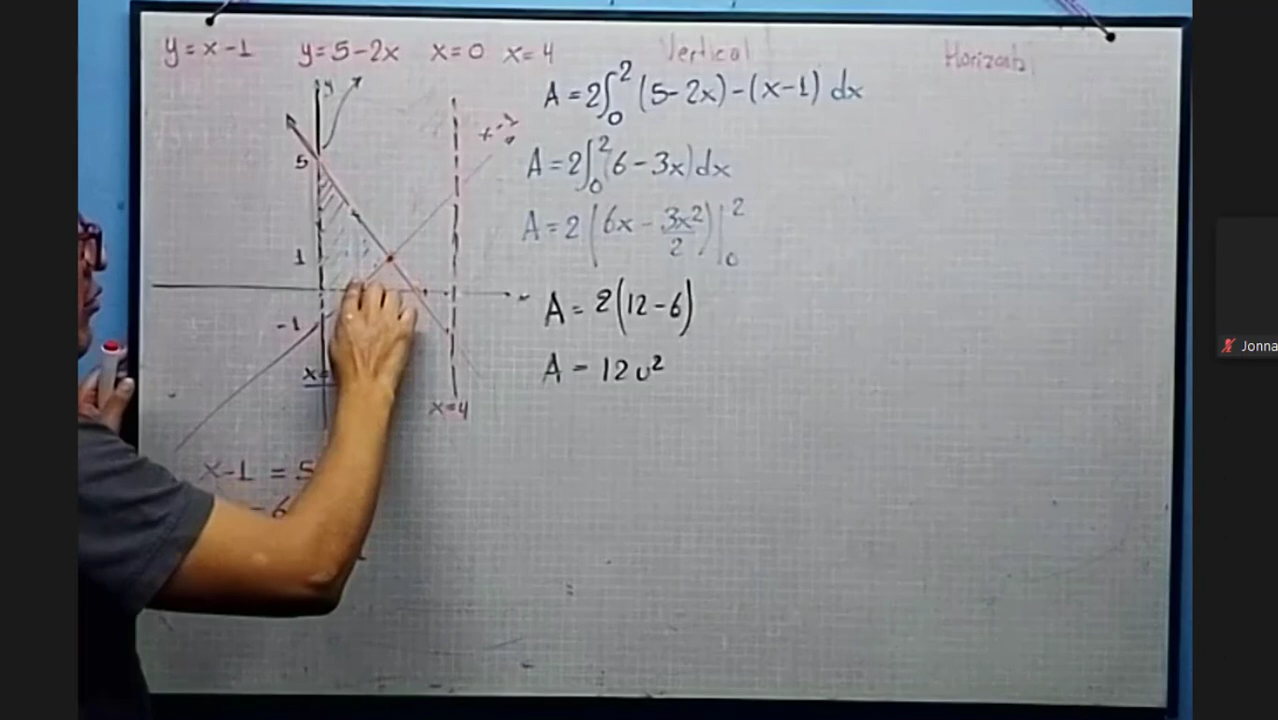 y = x - 1 y = 5 - 2x x = 0 x = 4 Vertical
y
5
1
-1
x=
x=4
x-1 = 5
A = 2∫₀² (5 - 2x) - (x - 1) dx
A = 2∫₀² (6 - 3x) dx
A = 2 (6x - 3x²/2) |₀²
A = 2(12 - 6)
A = 12 u²
Jonna